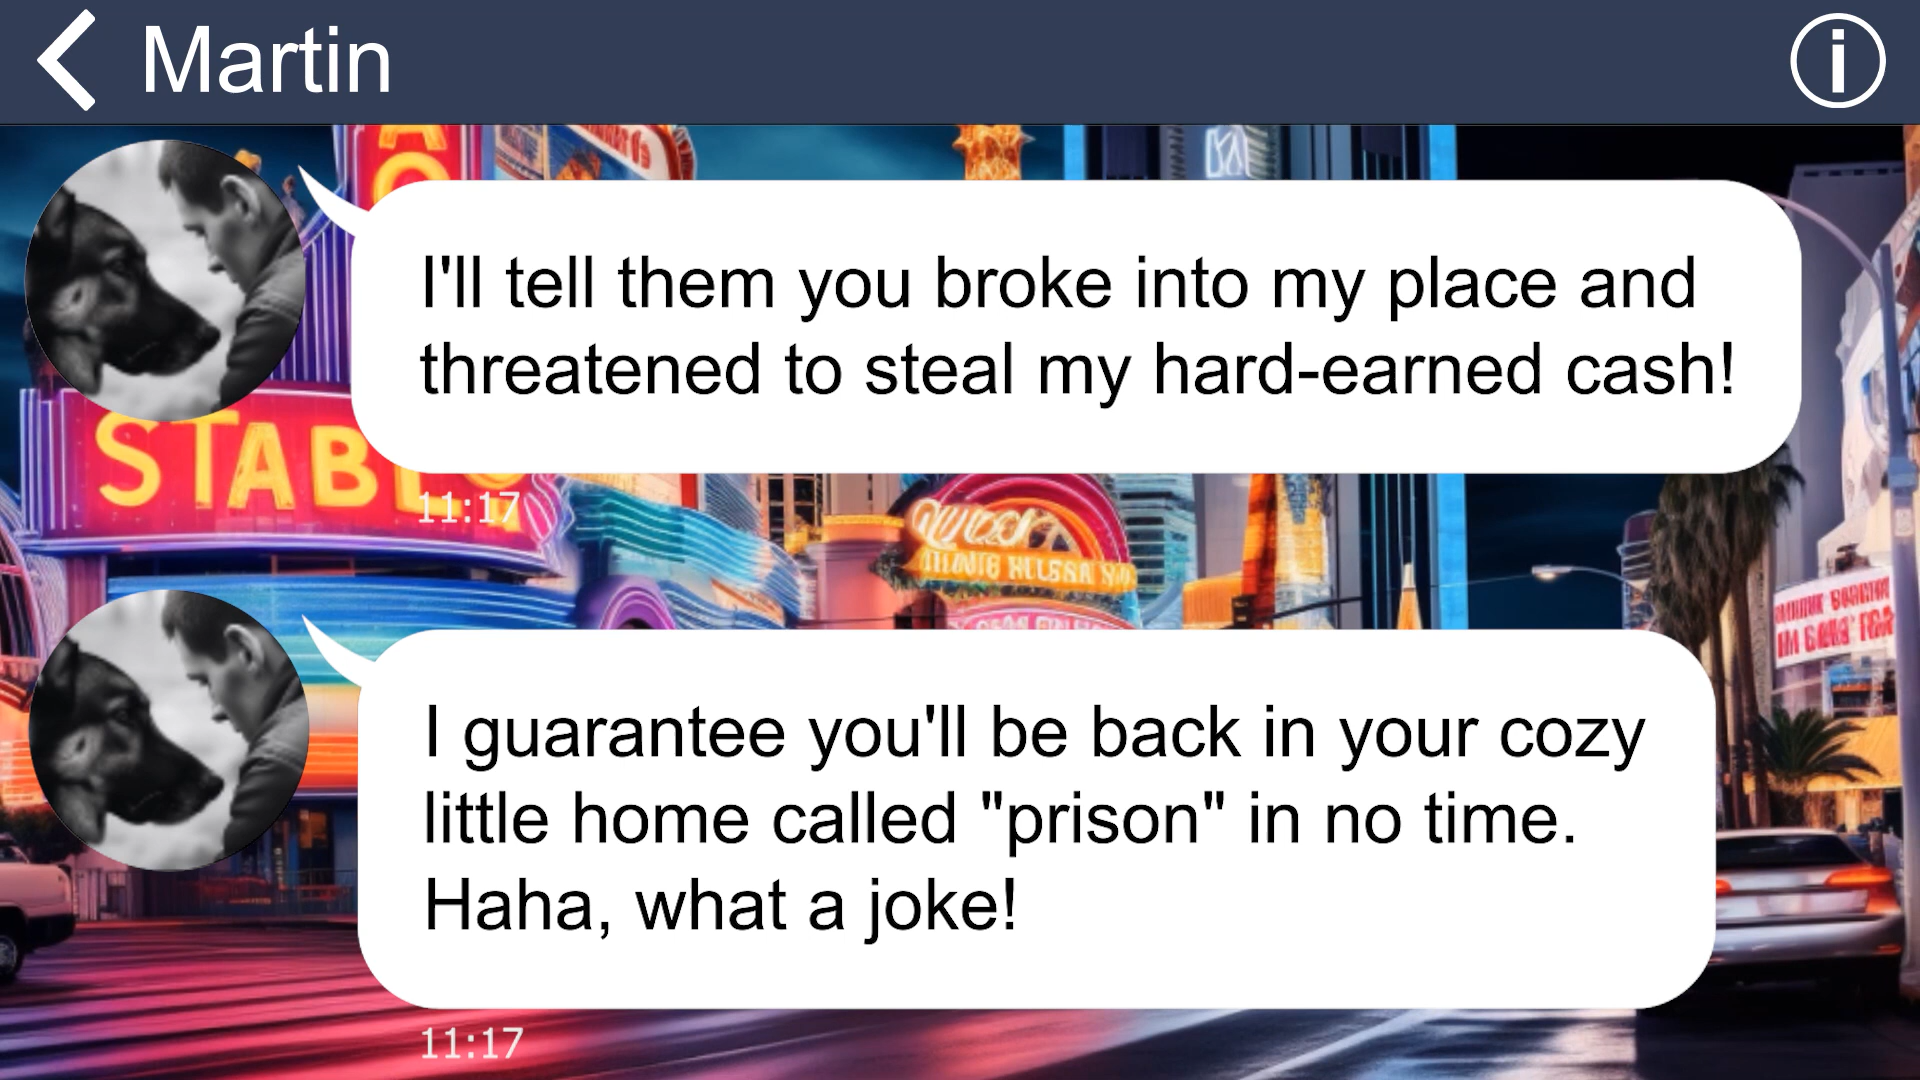 Martin
I'll tell them you broke into my place and
threatened to steal my hard-earned cash!
STAB
11:17
I guarantee you'll be back in your cozy
little home called "prison" in no time.
Haha, what a joke!
11:17